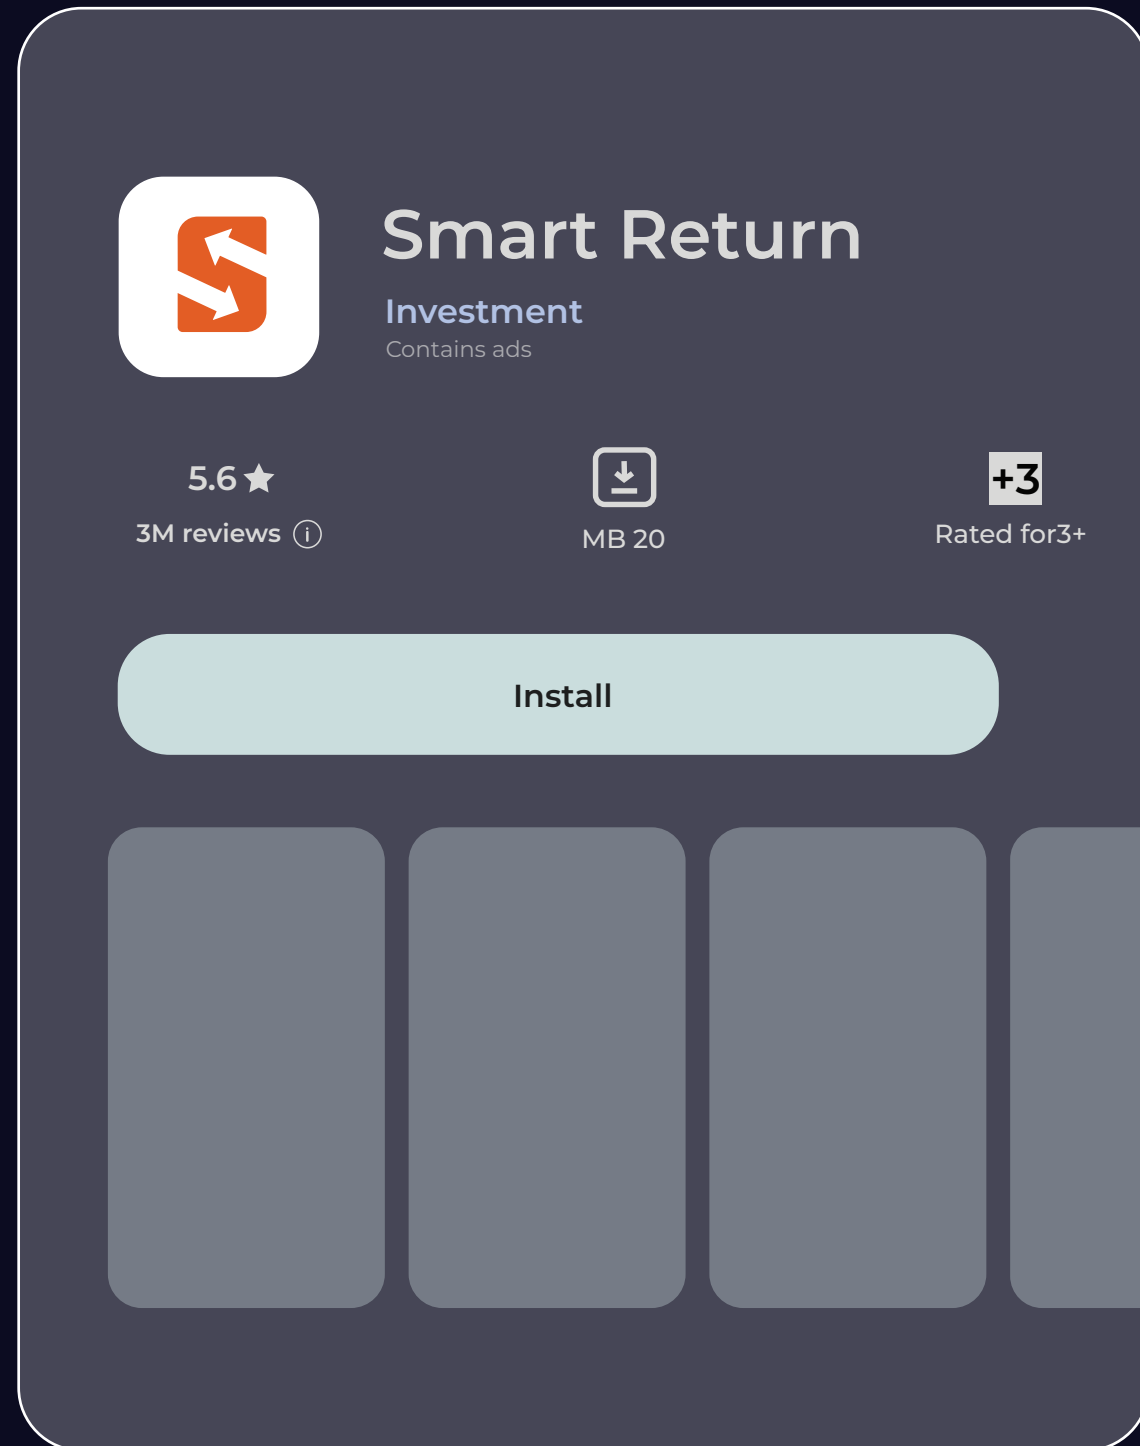 Smart Return
Investment
Contains ads
5.6
3M reviews
MB 20
+3
Rated for3+
Install